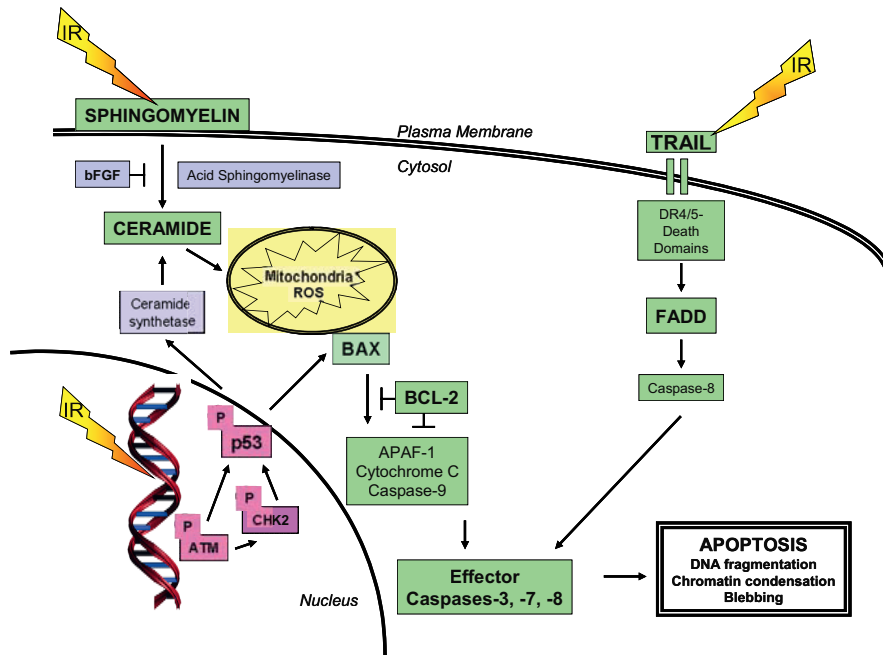 IR
IR
SPHINGOMYELIN
Plasma Membrane
TRAIL
Cytosol
bFGF
Acid Sphingomyelinase
CERAMIDE
DR4/5-
Death
Domains
Mitochondria
ROS
Ceramide
synthetase
FADD
BAX
Caspase-8
BCL-2
IR
P
p53
APAF-1
Cytochrome C
Caspase-9
P
CHK2
P
ATM
APOPTOSIS
DNA fragmentation
Chromatin condensation
Blebbing
Effector
Caspases-3, -7, -8
Nucleus